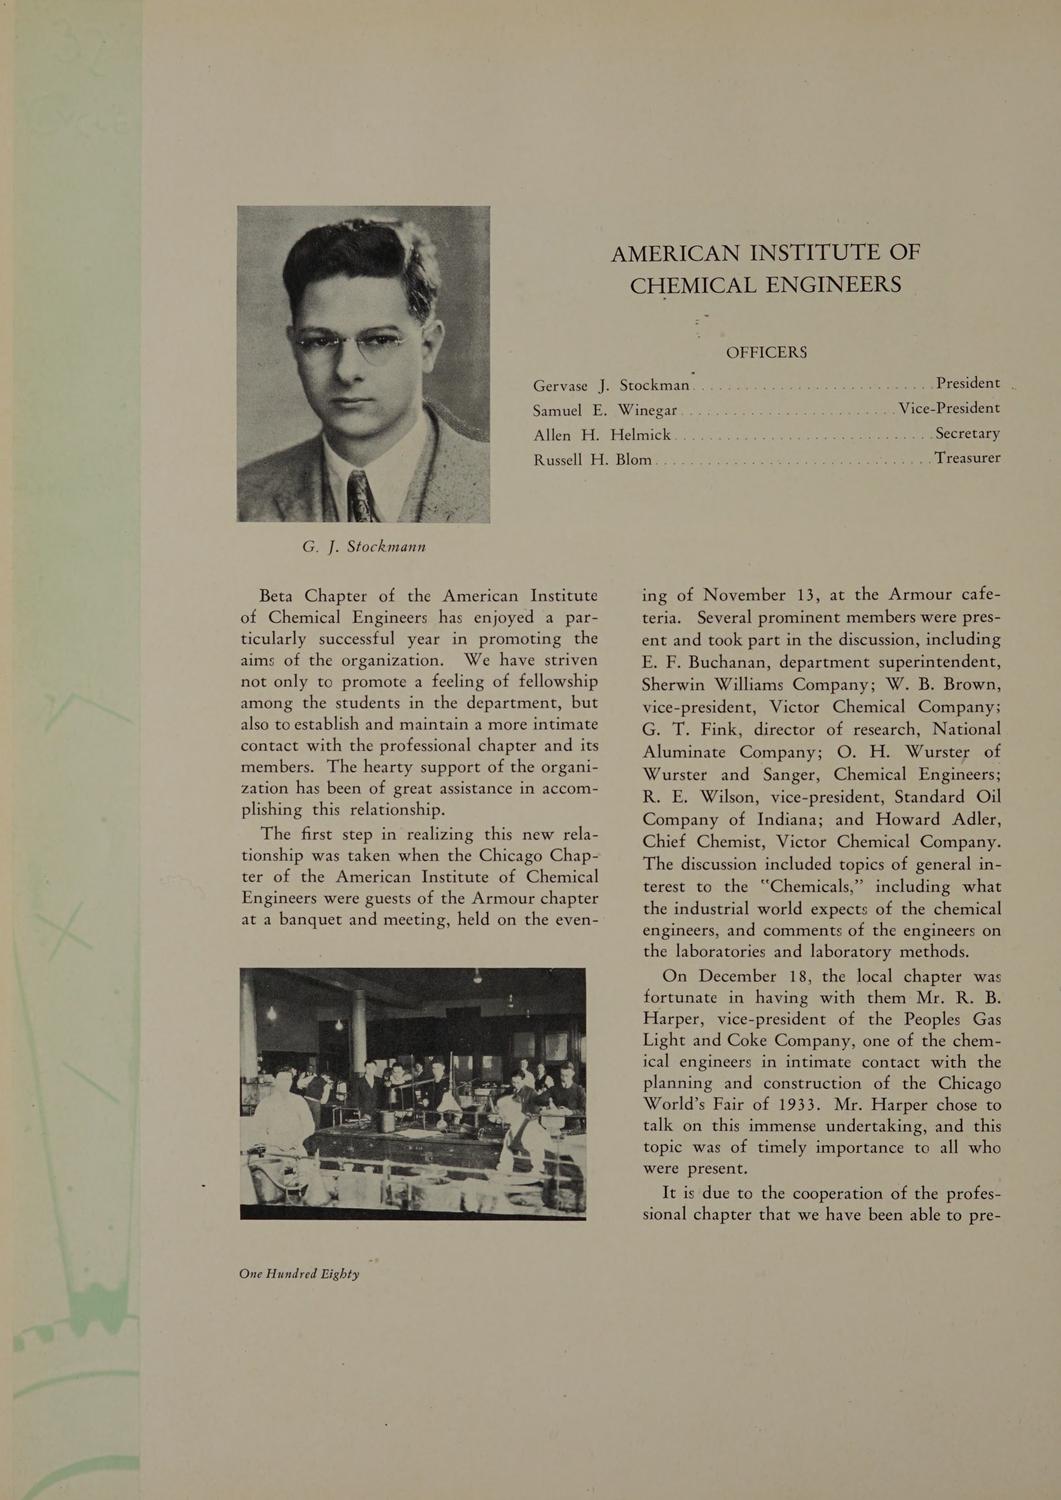 AMERICAN INSTITUTE OF
CHEMICAL ENGINEERS
OFFICERS
Gervase J. Stockman . . . . . . . . . . . . . . . . . . . . . . . . . . . President
Samuel E. Winegar . . . . . . . . . . . . . . . . . . . . . . . . Vice-President
Allen H. Helmick . . . . . . . . . . . . . . . . . . . . . . . . . . . . . Secretary
Russell H. Blom . . . . . . . . . . . . . . . . . . . . . . . . . . . . . . . Treasurer
G. J. Stockmann
Beta Chapter of the American Institute
of Chemical Engineers has enjoyed a par-
ticularly successful year in promoting the
aims of the organization. We have striven
not only to promote a feeling of fellowship
among the students in the department, but
also to establish and maintain a more intimate
contact with the professional chapter and its
members. The hearty support of the organi-
zation has been of great assistance in accom-
plishing this relationship.
The first step in realizing this new rela-
tionship was taken when the Chicago Chap-
ter of the American Institute of Chemical
Engineers were guests of the Armour chapter
at a banquet and meeting, held on the even-
ing of November 13, at the Armour cafe-
teria. Several prominent members were pres-
ent and took part in the discussion, including
E. F. Buchanan, department superintendent,
Sherwin Williams Company; W. B. Brown,
vice-president, Victor Chemical Company;
G. T. Fink, director of research, National
Aluminate Company; O. H. Wurster of
Wurster and Sanger, Chemical Engineers;
R. E. Wilson, vice-president, Standard Oil
Company of Indiana; and Howard Adler,
Chief Chemist, Victor Chemical Company.
The discussion included topics of general in-
terest to the "Chemicals," including what
the industrial world expects of the chemical
engineers, and comments of the engineers on
the laboratories and laboratory methods.
On December 18, the local chapter was
fortunate in having with them Mr. R. B.
Harper, vice-president of the Peoples Gas
Light and Coke Company, one of the chem-
ical engineers in intimate contact with the
planning and construction of the Chicago
World's Fair of 1933. Mr. Harper chose to
talk on this immense undertaking, and this
topic was of timely importance to all who
were present.
It is due to the cooperation of the profes-
sional chapter that we have been able to pre-
One Hundred Eighty